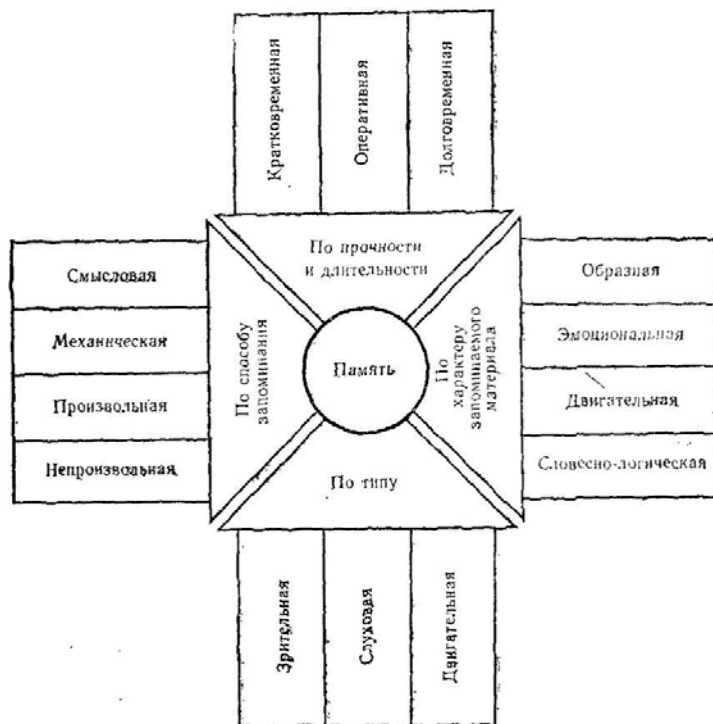 Кратковременная
Оперативная
Долговременная
По прочности
и длительности
Смысловая
Механическая
Произвольная
Непроизвольная
По способу
запоминания
Память
По
характеру
запоминаемого
материала
Образная
Эмоциональная
Двигательная
Словесно-логическая
По типу
Зрительная
Слуховая
Двигательная